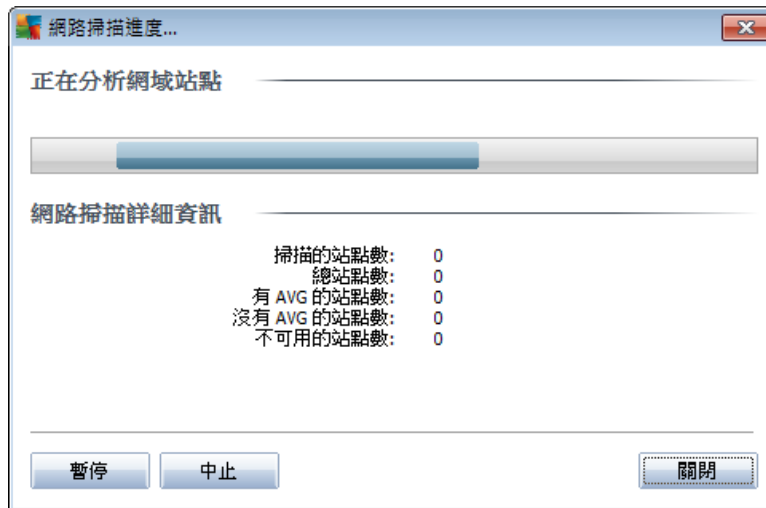 網路掃描進度...
正在分析網域站點
網路掃描詳細資訊
掃描的站點數: 0
總站點數: 0
有 AVG 的站點數: 0
沒有 AVG 的站點數: 0
不可用的站點數: 0
暫停 中止 關閉